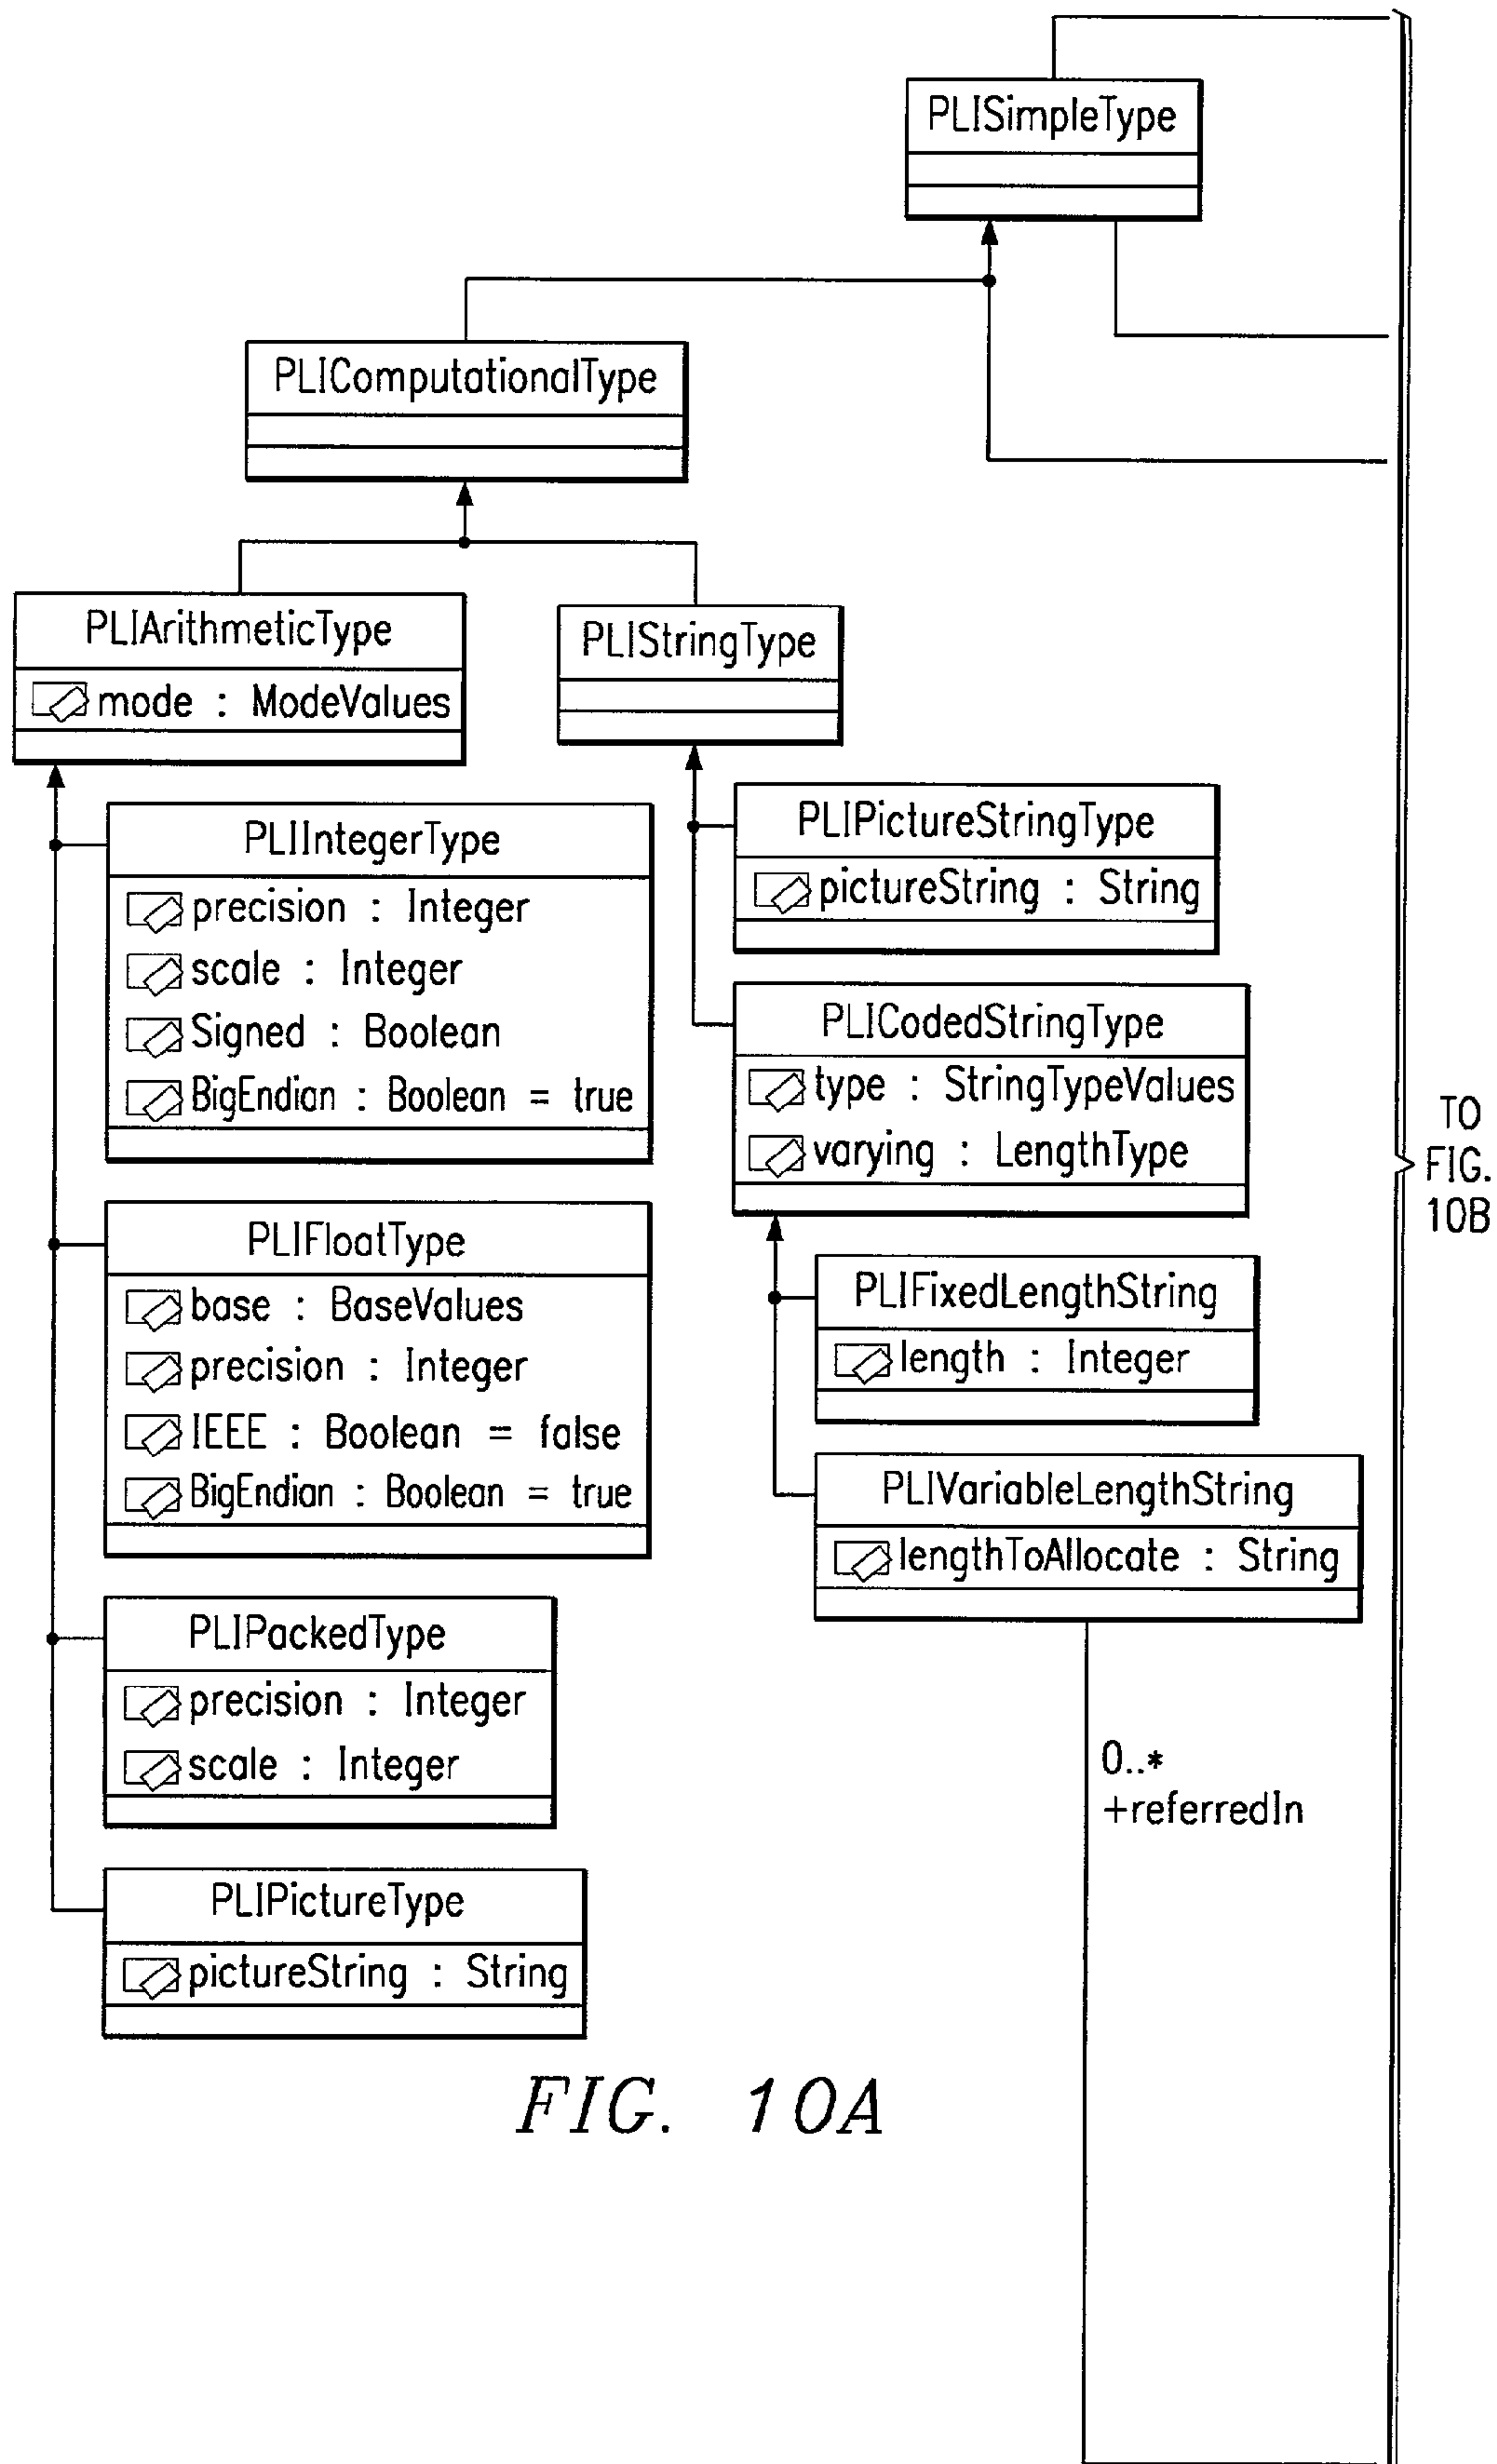 PLISimpleType
PLIComputationalType
PLIArithmeticType
mode : ModeValues
PLIStringType
PLIIntegerType
precision : Integer
scale : Integer
Signed : Boolean
BigEndian : Boolean = true
PLIFloatType
base : BaseValues
precision : Integer
IEEE : Boolean = false
BigEndian : Boolean = true
PLIPackedType
precision : Integer
scale : Integer
PLIPictureType
pictureString : String
PLIPictureStringType
pictureString : String
PLICodedStringType
type : StringTypeValues
varying : LengthType
PLIFixedLengthString
length : Integer
PLIVariableLengthString
lengthToAllocate : String
0..*
+referredIn
TO
FIG.
10B
FIG. 10A